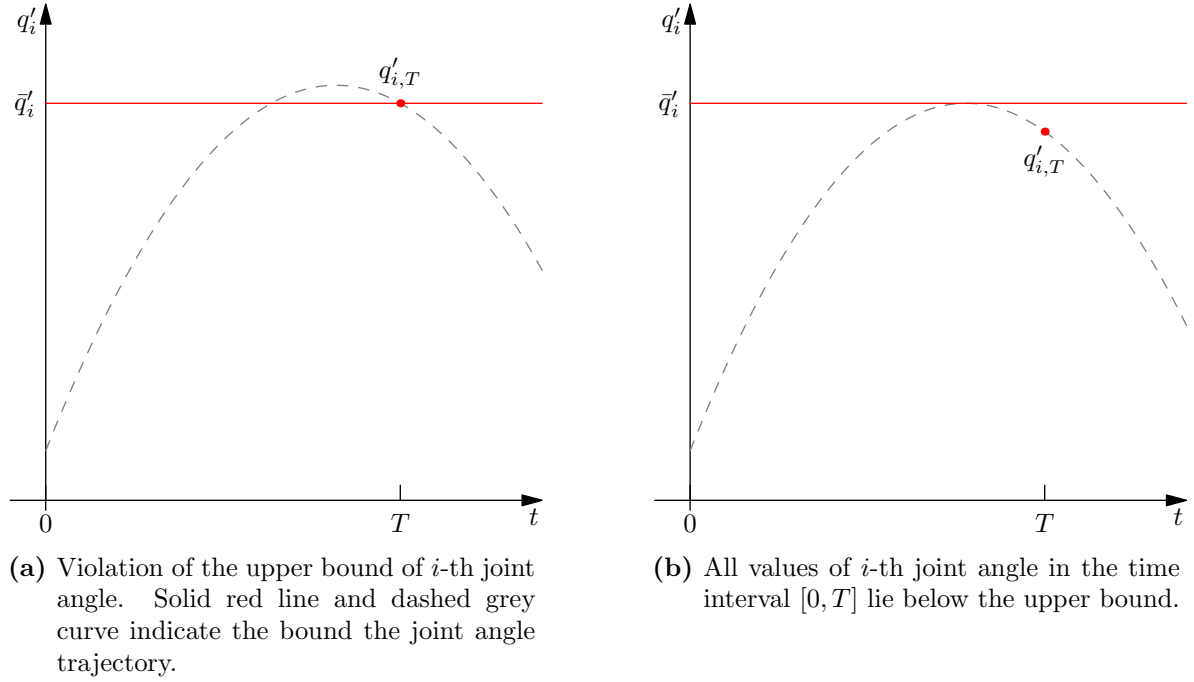 q′_i
q̄′_i
q′_{i,T}
0
T
t
(a) Violation of the upper bound of i-th joint
angle. Solid red line and dashed grey
curve indicate the bound the joint angle
trajectory.
q′_i
q̄′_i
q′_{i,T}
0
T
t
(b) All values of i-th joint angle in the time
interval [0, T] lie below the upper bound.